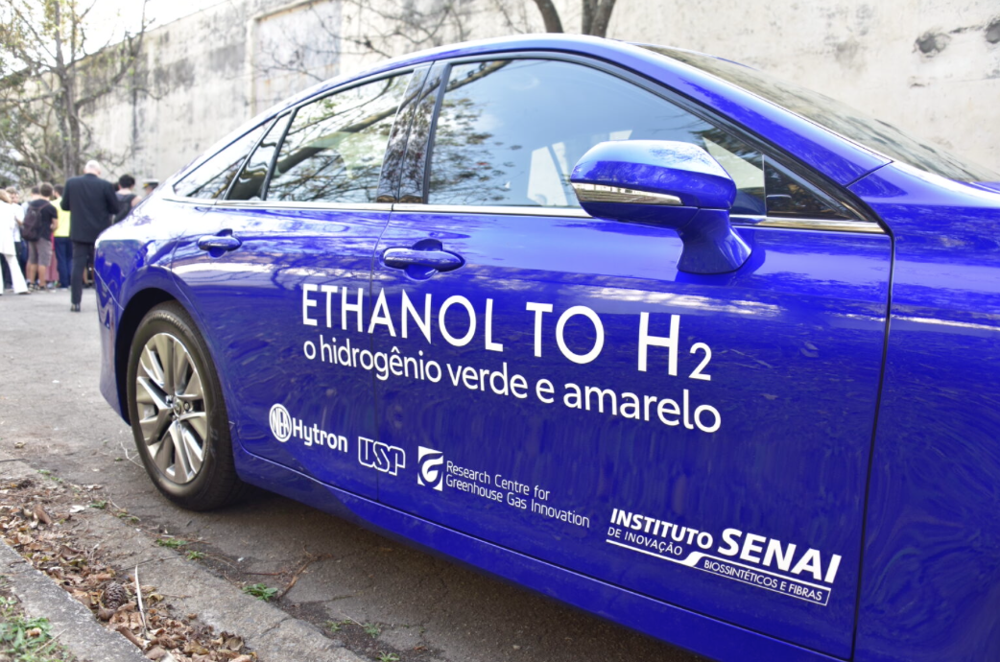 ETHANOL TO H2
o hidrogênio verde e amarelo
NEA Hytron
USP
Research Centre for
Greenhouse Gas Innovation
INSTITUTO SENAI
DE INOVAÇÃO
BIOSSINTÉTICOS E FIBRAS